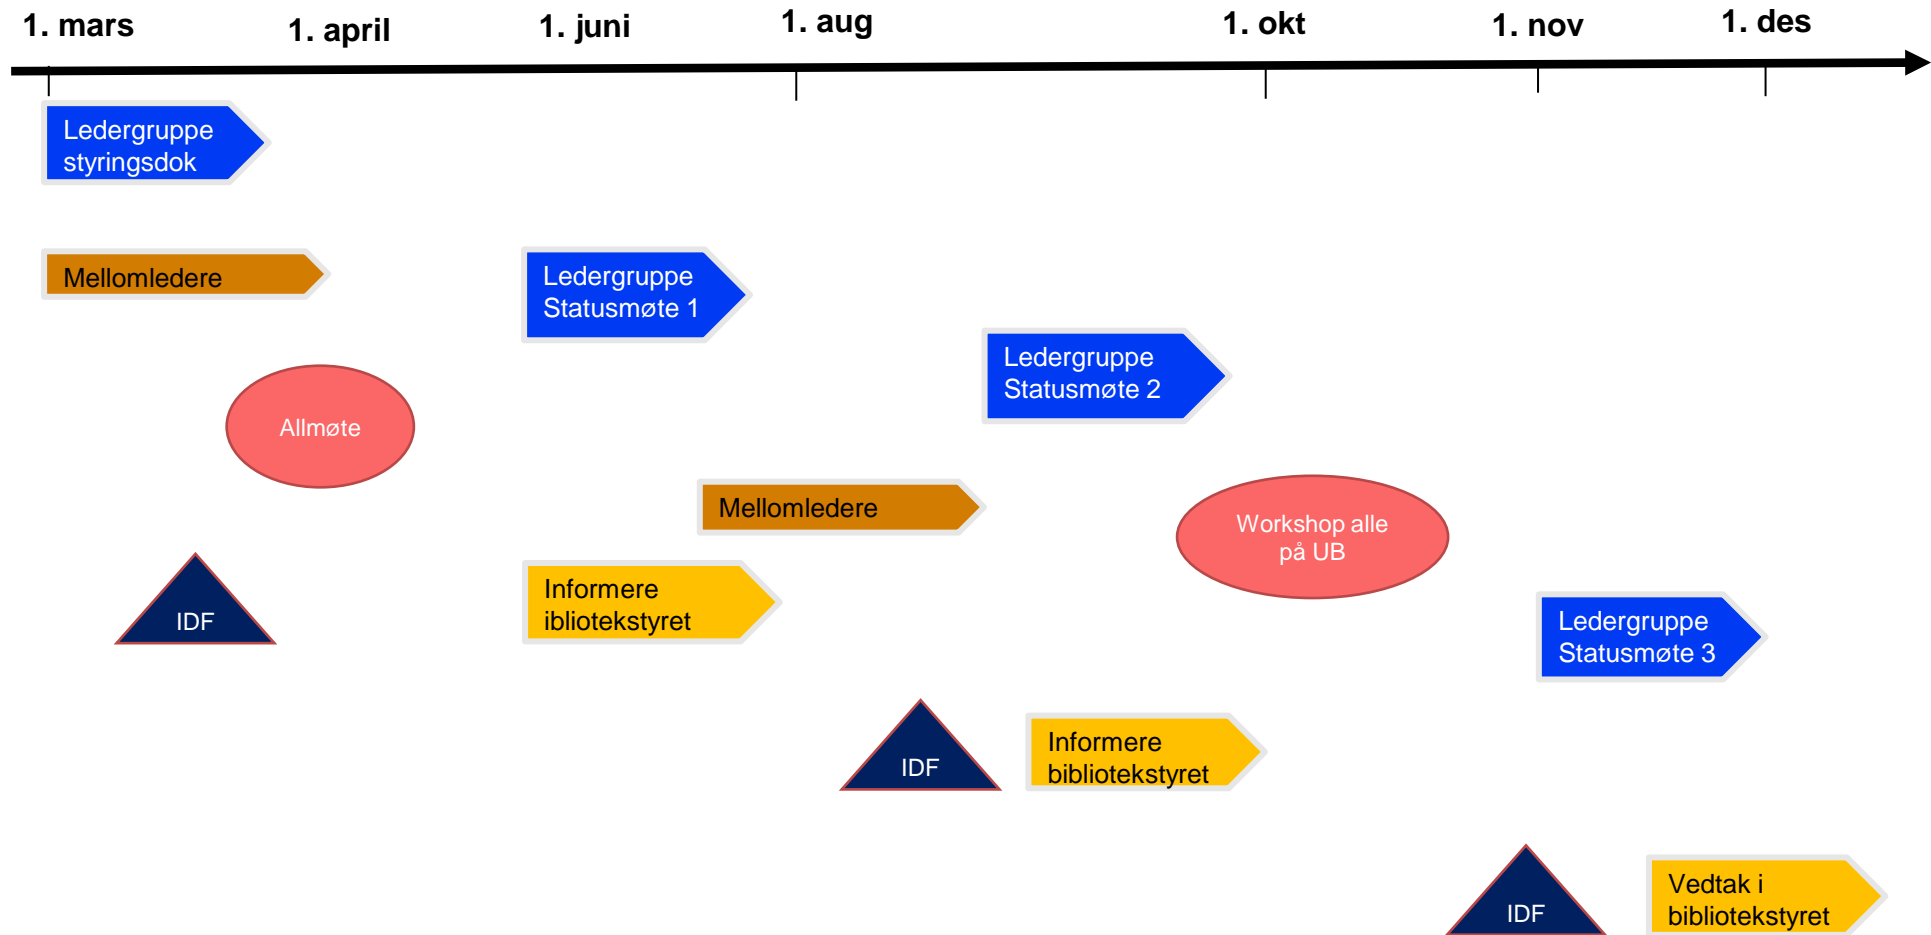 1. mars
1. april
1. juni
1. aug
1. okt
1. nov
1. des
Ledergruppe
styringsdok
Mellomledere
Ledergruppe
Statusmøte 1
Ledergruppe
Statusmøte 2
Allmøte
Mellomledere
Workshop alle
på UB
IDF
Informere
ibliotekstyret
Ledergruppe
Statusmøte 3
IDF
Informere
bibliotekstyret
IDF
Vedtak i
bibliotekstyret